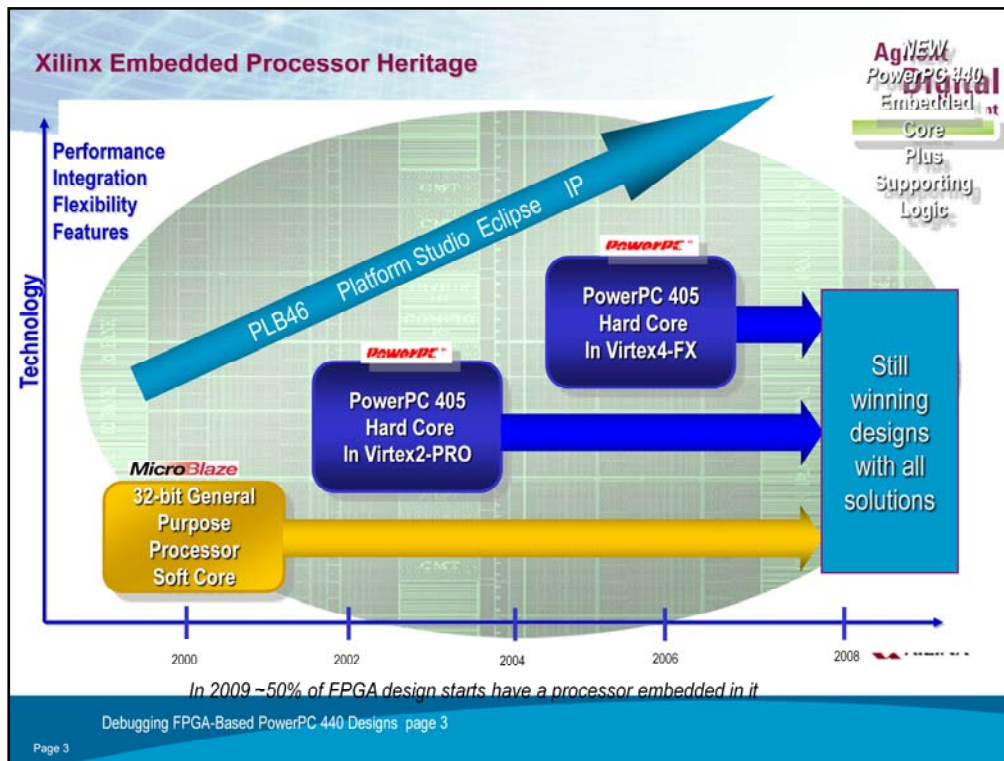 Xilinx Embedded Processor Heritage
NEW
PowerPC 440
Embedded
Core
Plus
Supporting
Logic
Digital
Performance
Integration
Flexibility
Features
Technology
PLB46 Platform Studio Eclipse IP
PowerPC™
PowerPC 405
Hard Core
In Virtex4-FX
PowerPC™
PowerPC 405
Hard Core
In Virtex2-PRO
MicroBlaze
32-bit General
Purpose
Processor
Soft Core
Still
winning
designs
with all
solutions
2000
2002
2004
2006
2008
In 2009 ~50% of FPGA design starts have a processor embedded in it
Debugging FPGA-Based PowerPC 440 Designs page 3
Page 3